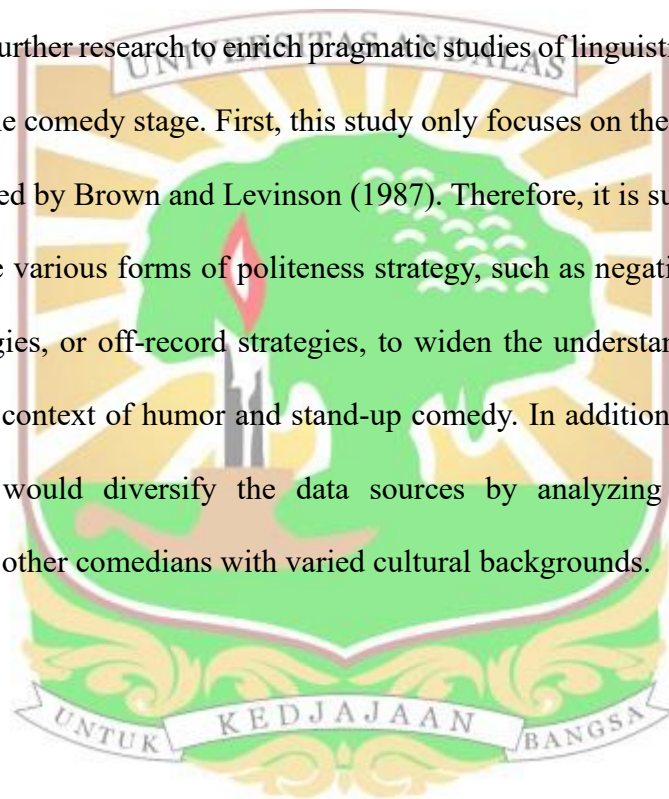 UNIVERSITAS ANDALAS
urther research to enrich pragmatic studies of linguisti
e comedy stage. First, this study only focuses on the
ed by Brown and Levinson (1987). Therefore, it is su
e various forms of politeness strategy, such as negati
gies, or off-record strategies, to widen the understan
context of humor and stand-up comedy. In addition
would diversify the data sources by analyzing
other comedians with varied cultural backgrounds.
UNTUK KEDJAJAAN BANGSA